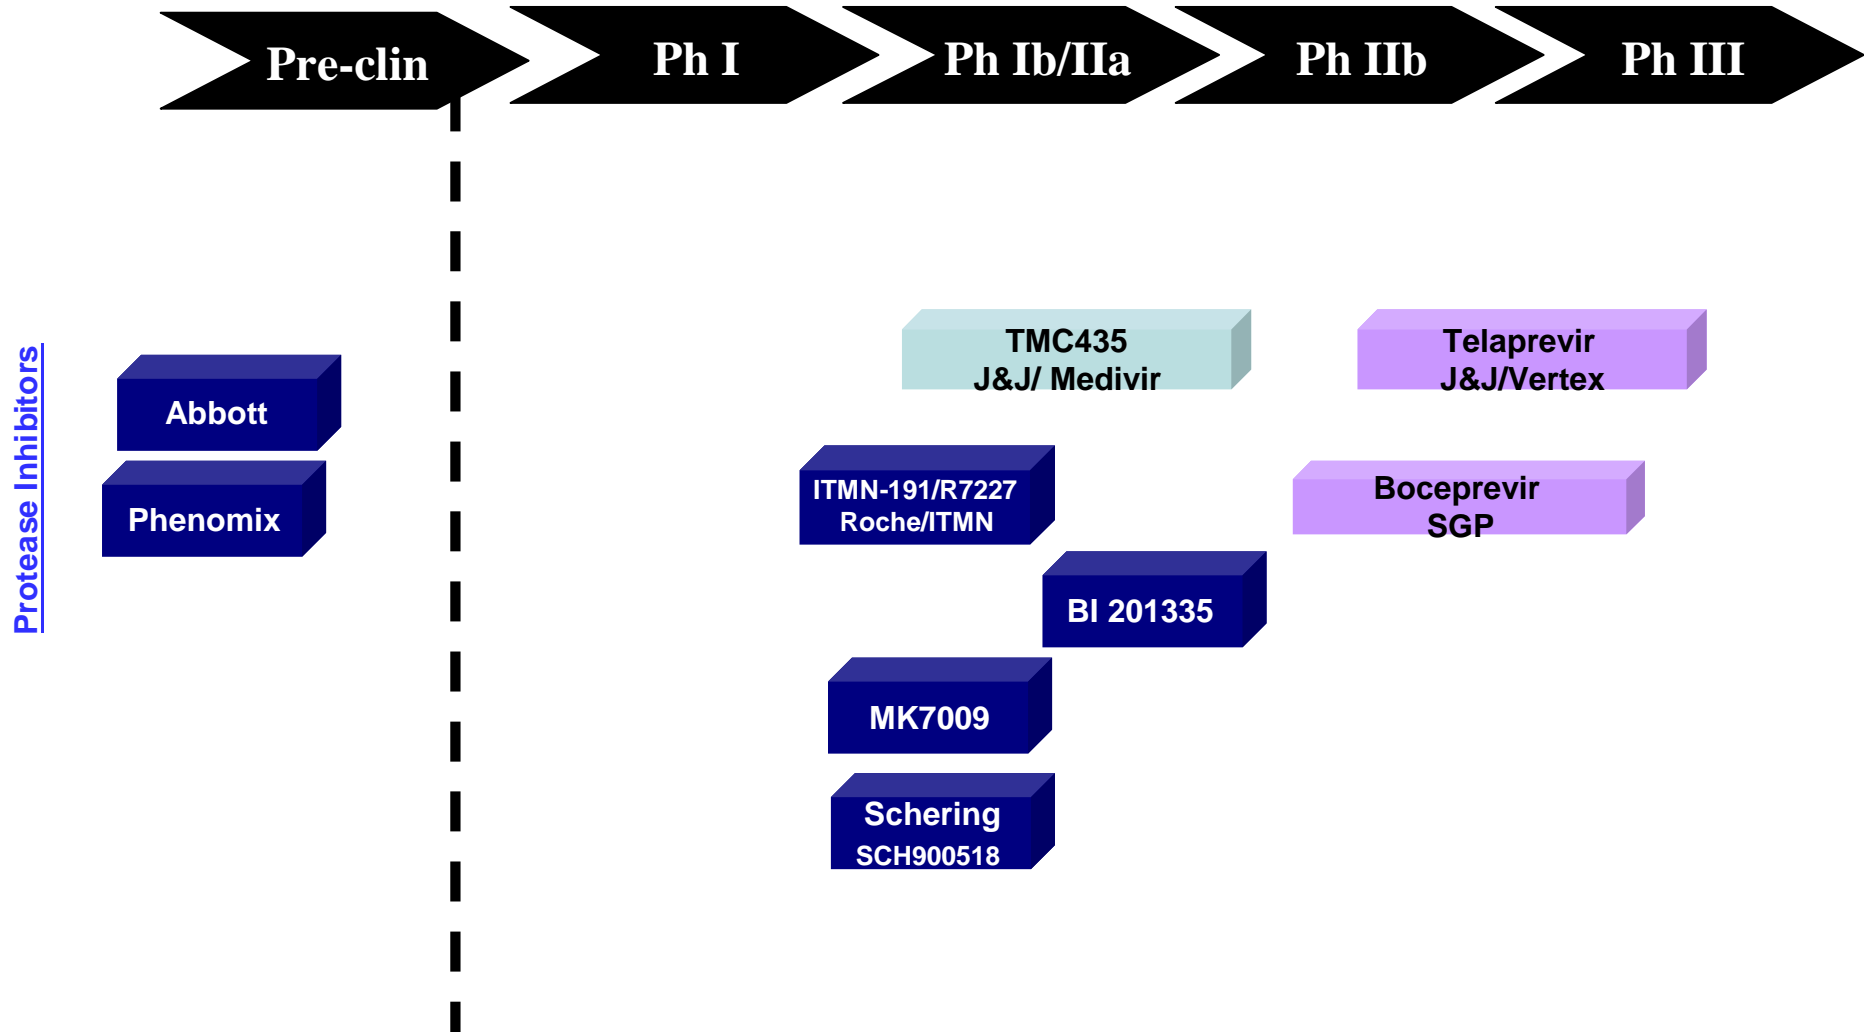 Pre-clin
Ph I
Ph Ib/IIa
Ph IIb
Ph III
Protease Inhibitors
Abbott
Phenomix
TMC435
J&J/ Medivir
Telaprevir
J&J/Vertex
ITMN-191/R7227
Roche/ITMN
Boceprevir
SGP
BI 201335
MK7009
Schering
SCH900518